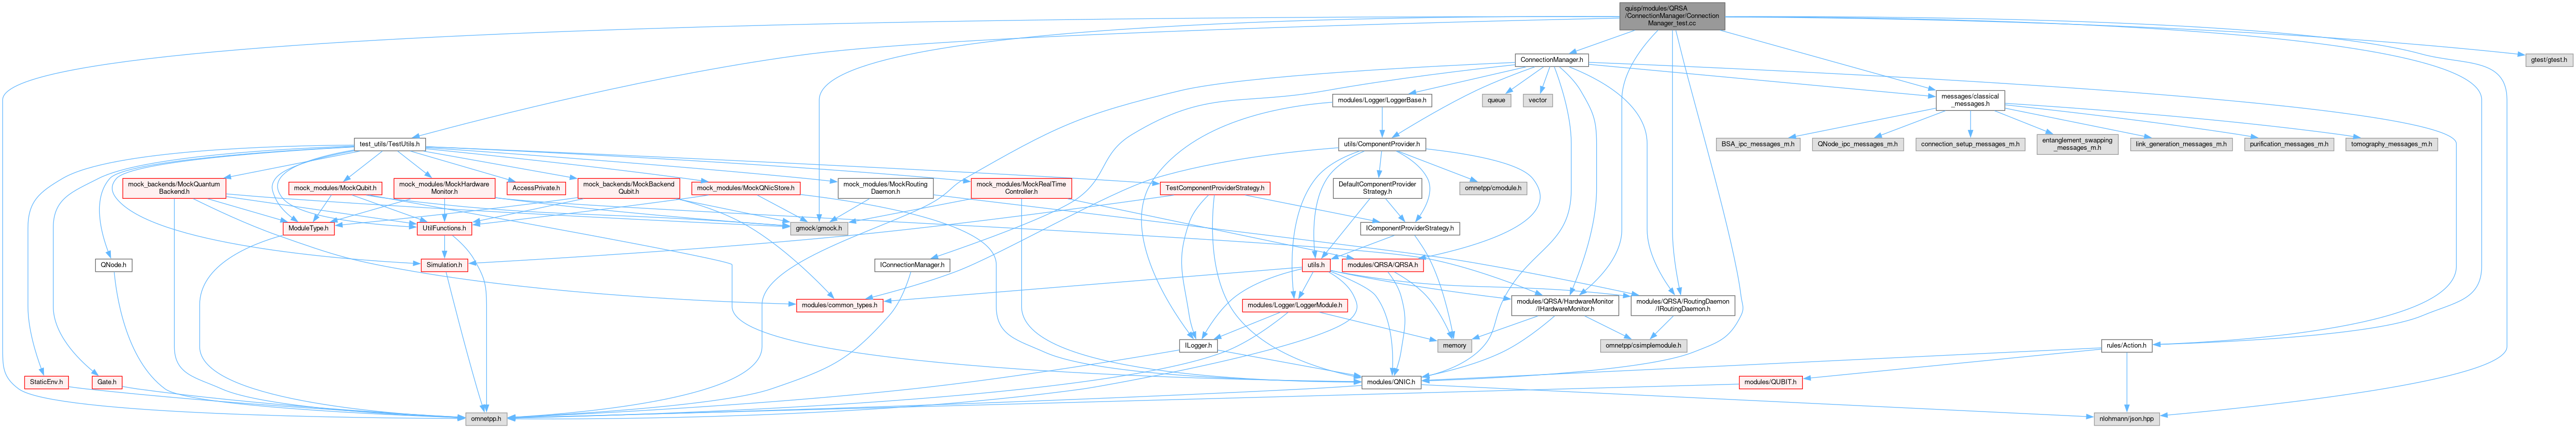 quisp/modules/QRSA
/ConnectionManager/Connection
Manager_test.cc
ConnectionManager.h
gtest/gtest.h
modules/Logger/LoggerBase.h
queue
vector
messages/classical
_messages.h
test_utils/TestUtils.h
utils/ComponentProvider.h
BSA_ipc_messages_m.h
QNode_ipc_messages_m.h
connection_setup_messages_m.h
entanglement_swapping
_messages_m.h
link_generation_messages_m.h
purification_messages_m.h
tomography_messages_m.h
mock_backends/MockQuantum
Backend.h
mock_modules/MockQubit.h
mock_modules/MockHardware
Monitor.h
AccessPrivate.h
mock_backends/MockBackend
Qubit.h
mock_modules/MockQNicStore.h
mock_modules/MockRouting
Daemon.h
mock_modules/MockRealTime
Controller.h
TestComponentProviderStrategy.h
DefaultComponentProvider
Strategy.h
omnetpp/cmodule.h
ModuleType.h
UtilFunctions.h
gmock/gmock.h
IComponentProviderStrategy.h
QNode.h
Simulation.h
IConnectionManager.h
utils.h
modules/QRSA/QRSA.h
modules/common_types.h
modules/Logger/LoggerModule.h
modules/QRSA/HardwareMonitor
/IHardwareMonitor.h
modules/QRSA/RoutingDaemon
/IRoutingDaemon.h
ILogger.h
memory
omnetpp/csimplemodule.h
rules/Action.h
StaticEnv.h
Gate.h
modules/QNIC.h
modules/QUBIT.h
omnetpp.h
nlohmann/json.hpp